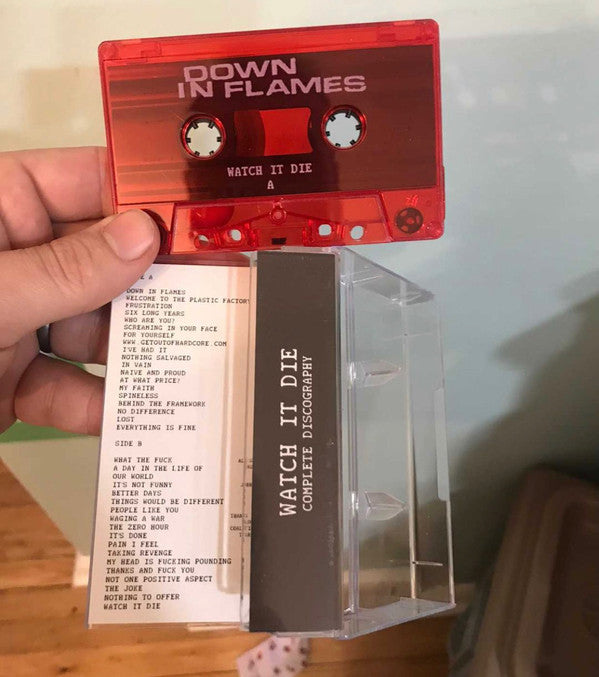 DOWN
IN FLAMES
WATCH IT DIE
A
A
DOWN IN FLAMES
WELCOME TO THE PLASTIC FACTORY
FRUSTRATION
SIX LONG YEARS
WHO ARE YOU?
SCREAMING IN YOUR FACE
FOR YOURSELF
WWW.GETOUTOFHARDCORE.COM
I'VE HAD IT
NOTHING SALVAGED
IN VAIN
NAIVE AND PROUD
AT WHAT PRICE?
MY FAITH
SPINELESS
BEHIND THE FRAMEWORK
NO DIFFERENCE
LOST
EVERYTHING IS FINE
SIDE B
WHAT THE FUCK
A DAY IN THE LIFE OF
OUR WORLD
IT'S NOT FUNNY
BETTER DAYS
THINGS WOULD BE DIFFERENT
PEOPLE LIKE YOU
WAGING A WAR
THE ZERO HOUR
IT'S DONE
PAIN I FEEL
TAKING REVENGE
MY HEAD IS FUCKING POUNDING
THANKS AND FUCK YOU
NOT ONE POSITIVE ASPECT
THE JOKE
NOTHING TO OFFER
WATCH IT DIE
WATCH IT DIE
COMPLETE DISCOGRAPHY